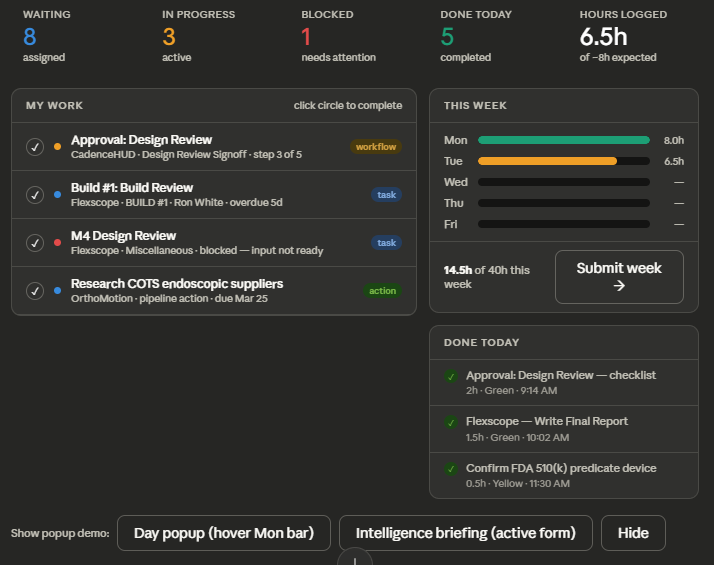 WAITING
8
assigned
IN PROGRESS
3
active
BLOCKED
1
needs attention
DONE TODAY
5
completed
HOURS LOGGED
6.5h
of ~8h expected
MY WORK
click circle to complete
Approval: Design Review
CadenceHUD · Design Review Signoff · step 3 of 5
workflow
Build #1: Build Review
Flexscope · BUILD #1 · Ron White · overdue 5d
task
M4 Design Review
Flexscope · Miscellaneous · blocked — input not ready
task
Research COTS endoscopic suppliers
OrthoMotion · pipeline action · due Mar 25
action
THIS WEEK
Mon 8.0h
Tue 6.5h
Wed —
Thu —
Fri —
14.5h of 40h this
week
Submit week
→
DONE TODAY
Approval: Design Review — checklist
2h · Green · 9:14 AM
Flexscope — Write Final Report
1.5h · Green · 10:02 AM
Confirm FDA 510(k) predicate device
0.5h · Yellow · 11:30 AM
Show popup demo:
Day popup (hover Mon bar)
Intelligence briefing (active form)
Hide